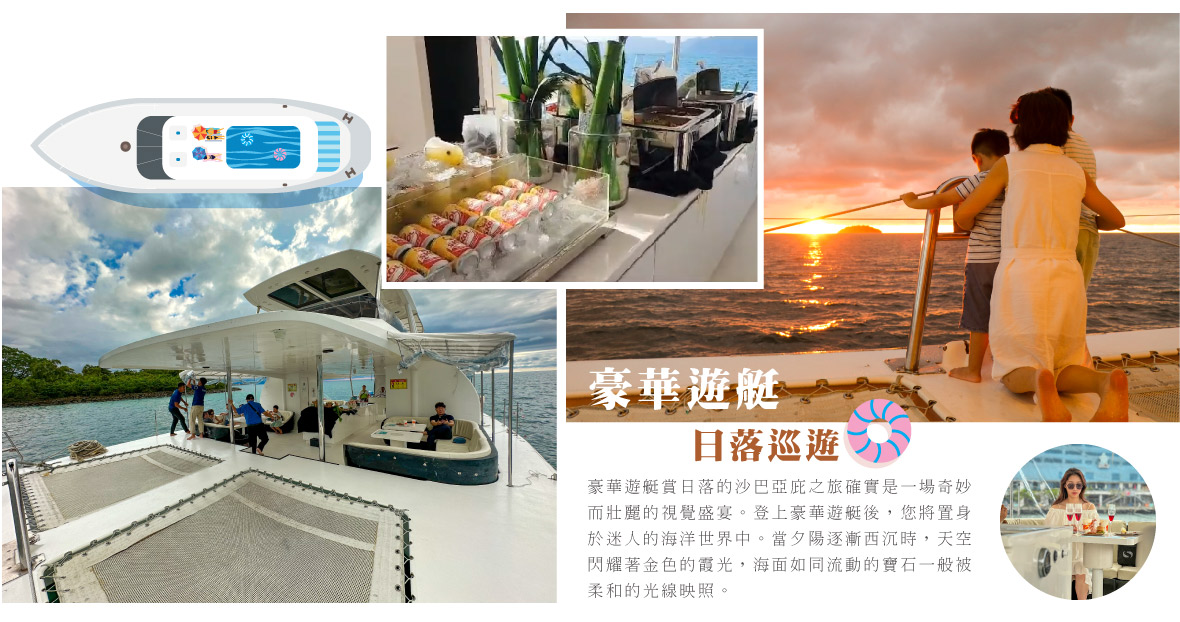 豪華遊艇
日落巡遊
豪華遊艇賞日落的沙巴亞庇之旅確實是一場奇妙
而壯麗的視覺盛宴。登上豪華遊艇後，您將置身
於迷人的海洋世界中。當夕陽逐漸西沉時，天空
閃耀著金色的霞光，海面如同流動的寶石一般被
柔和的光線映照。